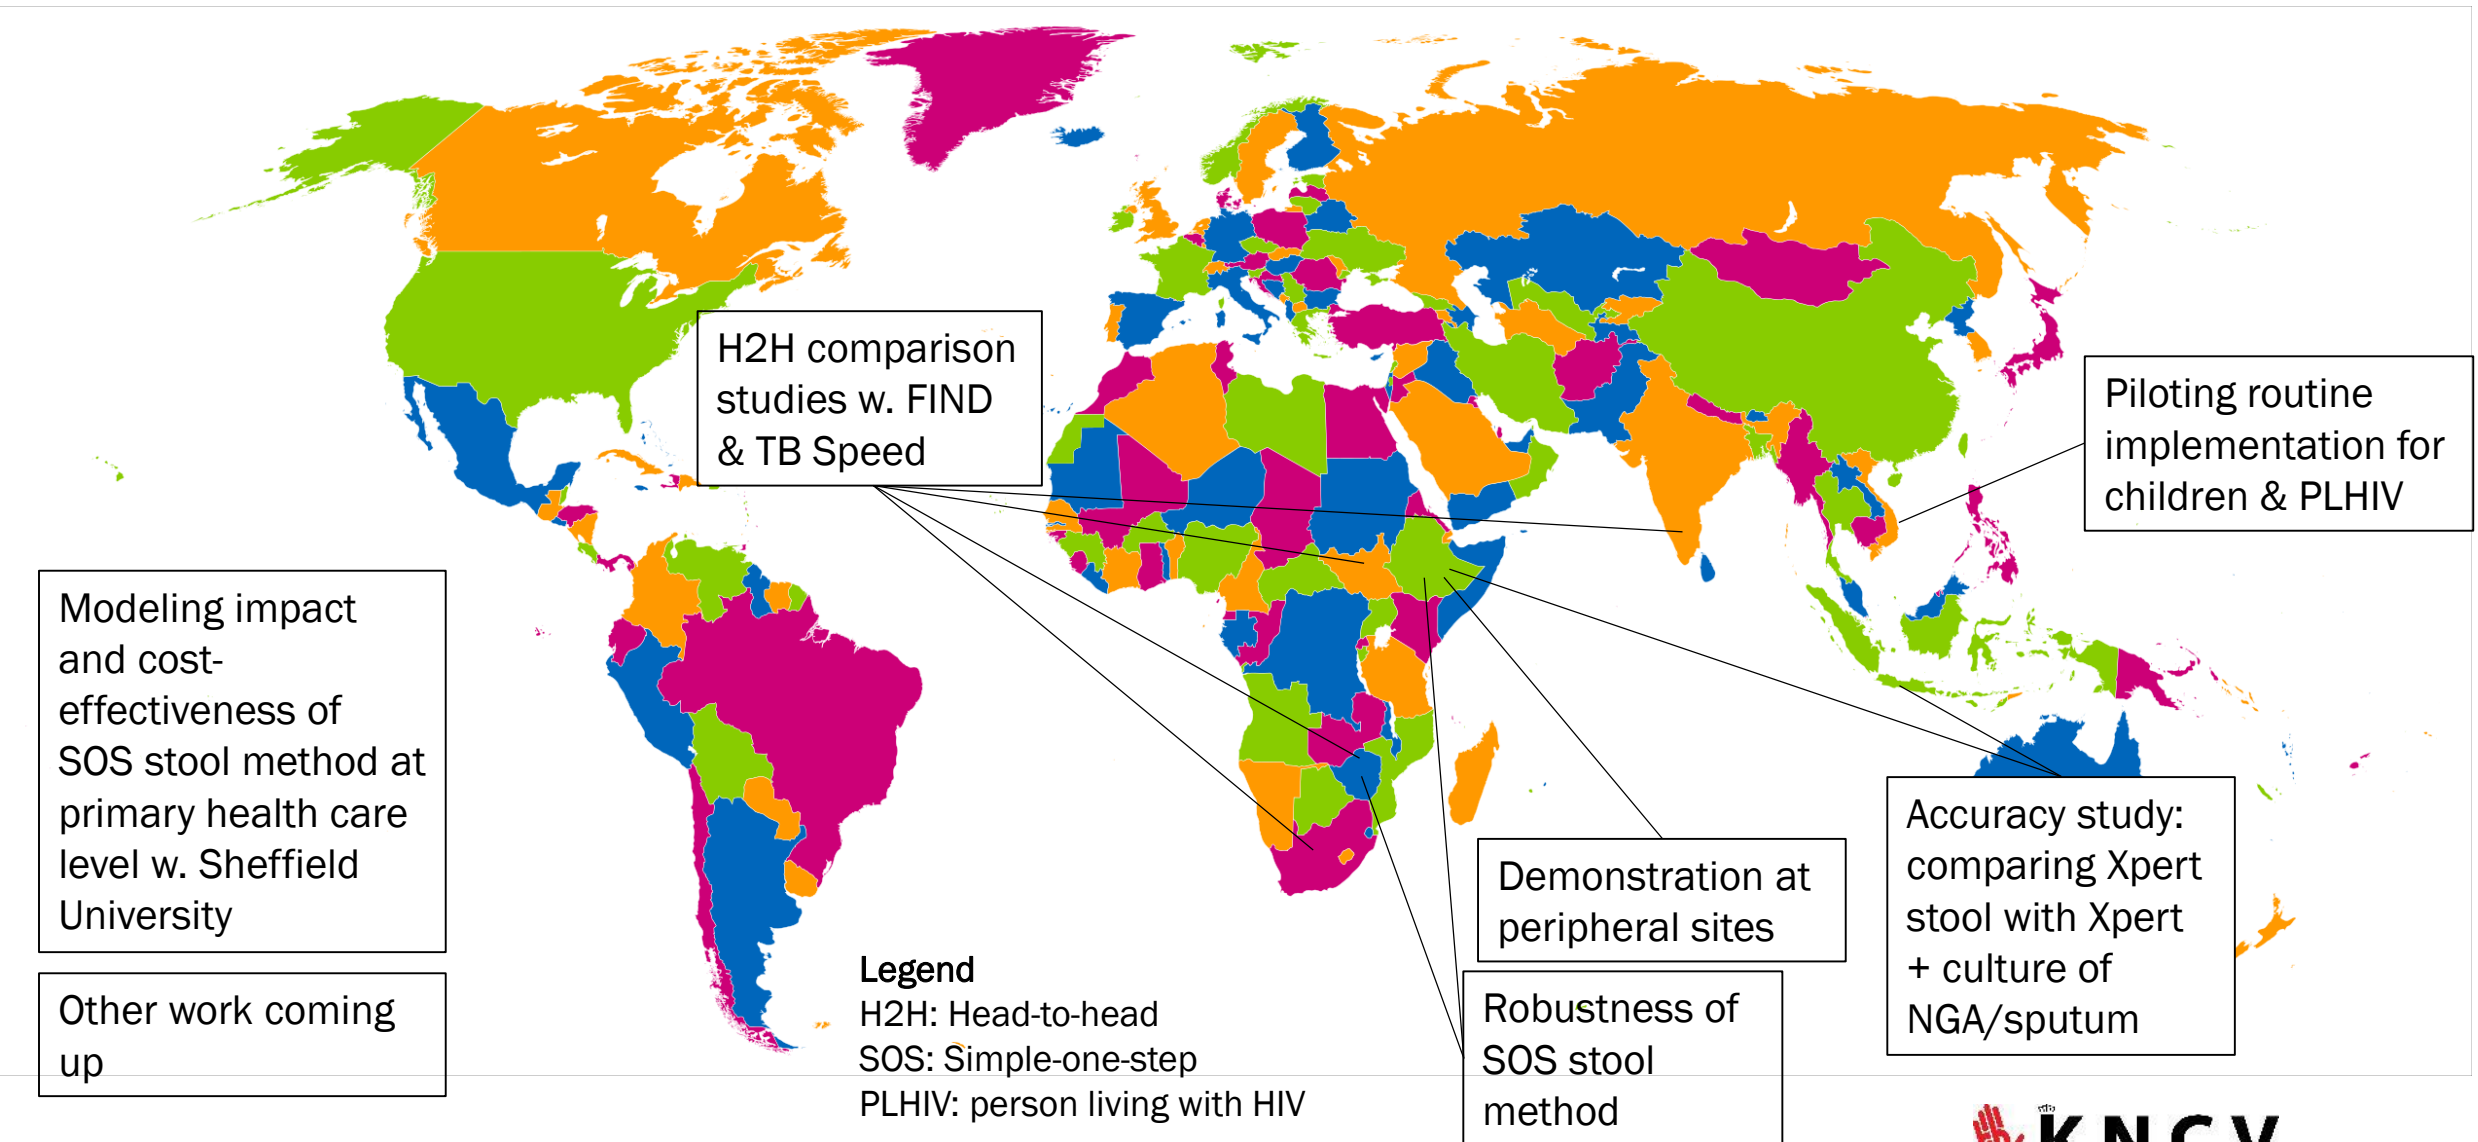 H2H comparison
studies w. FIND
& TB Speed
Piloting routine
implementation for
children & PLHIV
Modeling impact
and cost-
effectiveness of
SOS stool method at
primary health care
level w. Sheffield
University
Other work coming
up
Legend
H2H: Head-to-head
SOS: Simple-one-step
PLHIV: person living with HIV
Demonstration at
peripheral sites
Robustness of
SOS stool
method
Accuracy study:
comparing Xpert
stool with Xpert
+ culture of
NGA/sputum
KNCV